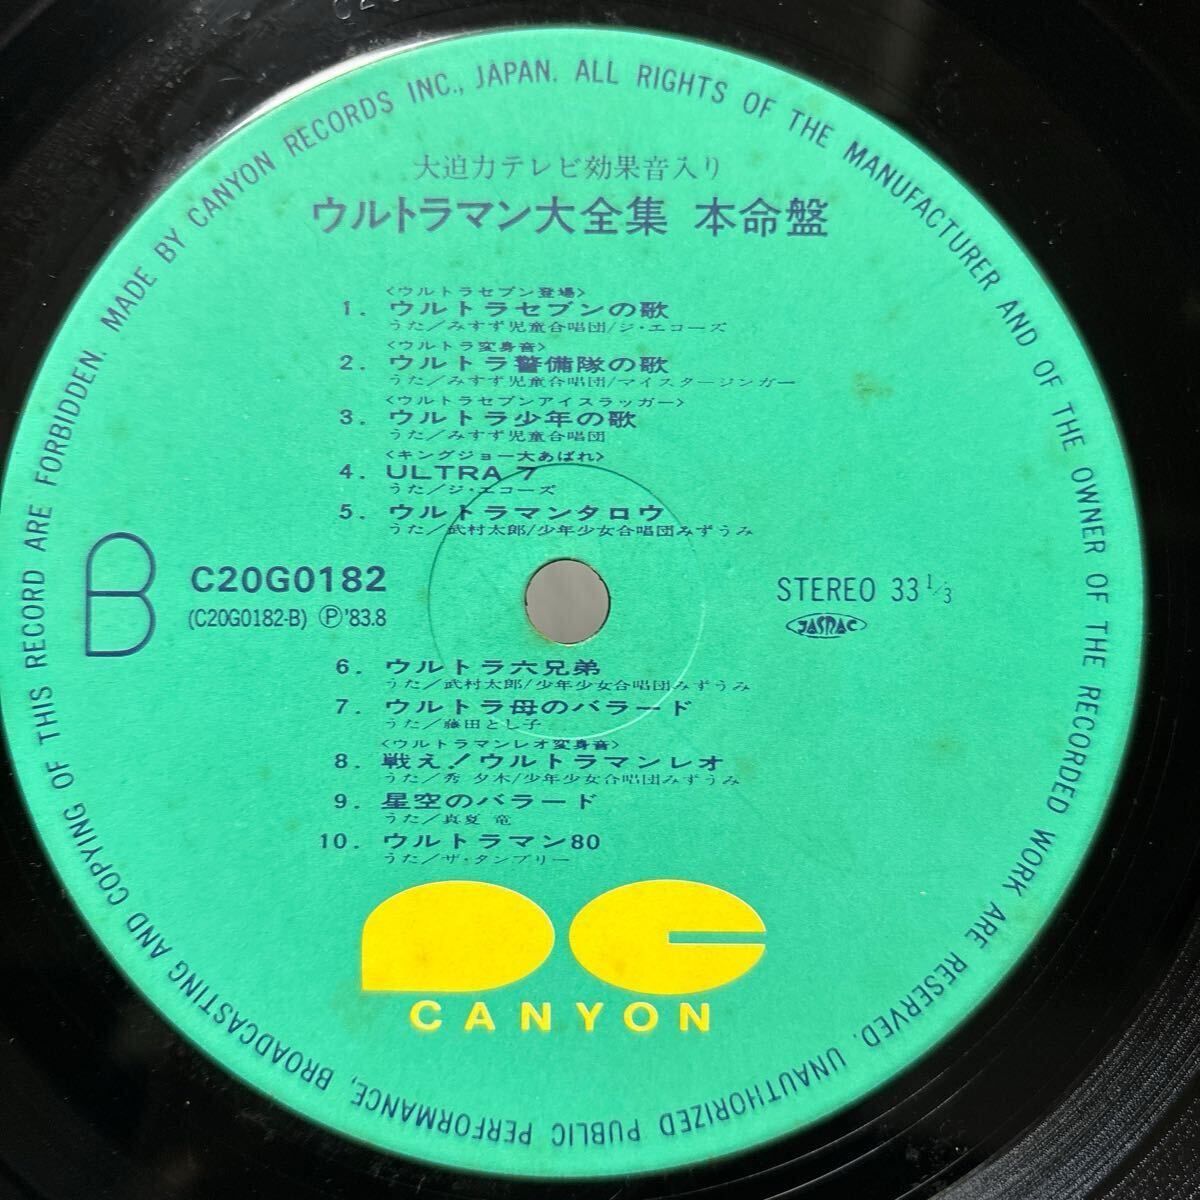 MADE BY CANYON RECORDS INC., JAPAN. ALL RIGHTS OF THE MANUFACTURER AND OF THE OWNER OF THE RECORDED WORK ARE RESERVED. UNAUTHORIZED PUBLIC PERFORMANCE, BROADCASTING AND COPYING OF THIS RECORD ARE FORBIDDEN.
大迫力テレビ効果音入り
ウルトラマン大全集 本命盤
<ウルトラセブン登場>
1. ウルトラセブンの歌
うた/みすず児童合唱団/ジ・エコーズ
<ウルトラ変身音>
2. ウルトラ警備隊の歌
うた/みすず児童合唱団/マイスタージンガー
<ウルトラセブンアイスラッガー>
3. ウルトラ少年の歌
うた/みすず児童合唱団
<キングジョー大あばれ>
4. ULTRA 7
うた/ジ・エコーズ
5. ウルトラマンタロウ
うた/武村太郎/少年少女合唱団みずうみ
B
C20G0182
(C20G0182-B) Ⓟ'83.8
STEREO 33 1/3
JASRAC
6. ウルトラ六兄弟
うた/武村太郎/少年少女合唱団みずうみ
7. ウルトラ母のバラード
うた/藤田とし子
<ウルトラマンレオ変身音>
8. 戦え!ウルトラマンレオ
うた/秀 夕木/少年少女合唱団みずうみ
9. 星空のバラード
うた/真夏 竜
10. ウルトラマン80
うた/ザ・タンブリー
CANYON